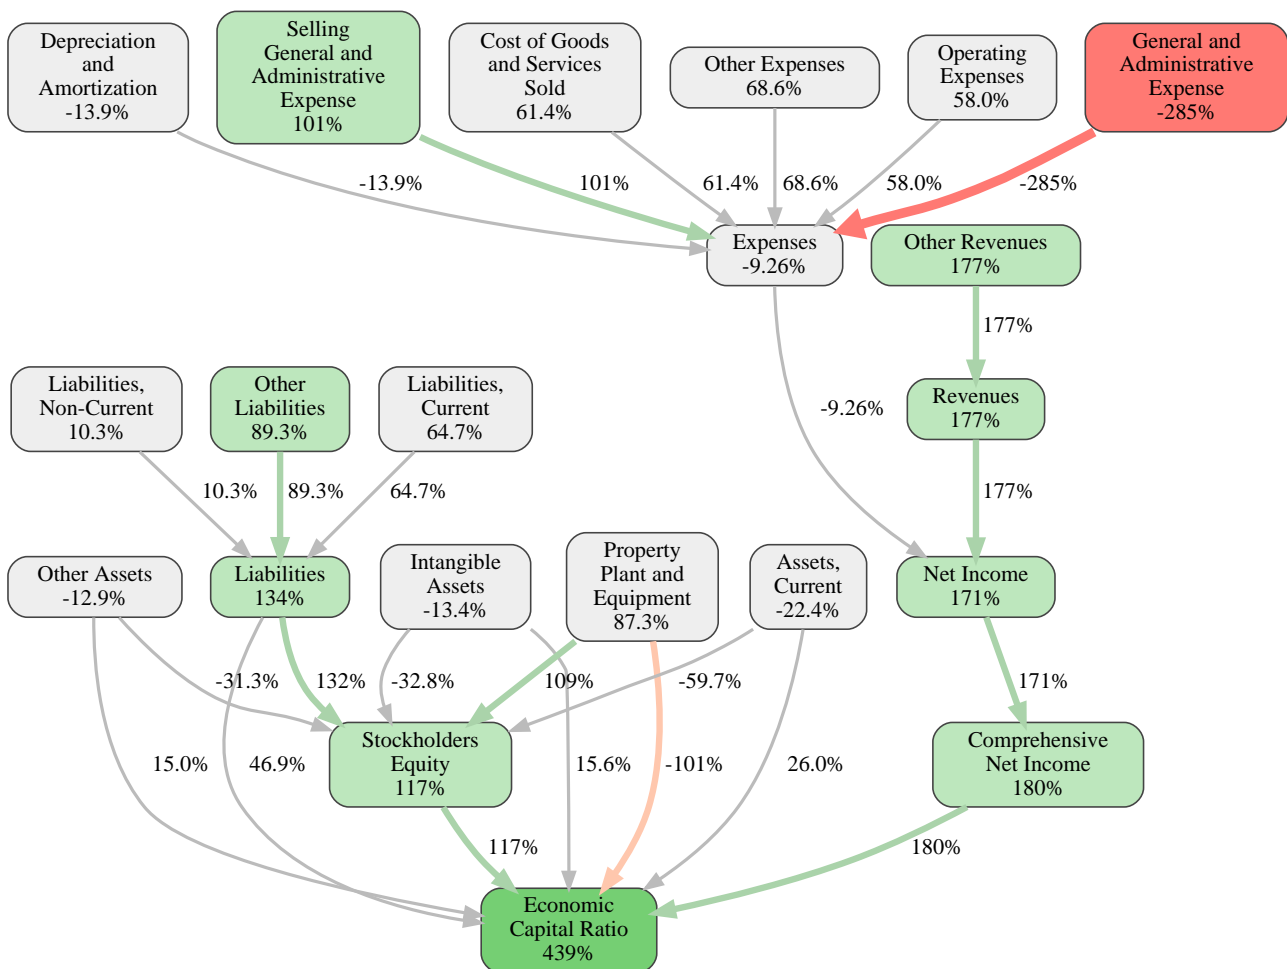 Depreciation
and
Amortization
-13.9%
Selling
General and
Administrative
Expense
101%
Cost of Goods
and Services
Sold
61.4%
Other Expenses
68.6%
Operating
Expenses
58.0%
General and
Administrative
Expense
-285%
-13.9%
101%
61.4%
68.6%
58.0%
-285%
Expenses
-9.26%
Other Revenues
177%
177%
Liabilities,
Non-Current
10.3%
Other
Liabilities
89.3%
Liabilities,
Current
64.7%
-9.26%
Revenues
177%
10.3%
89.3%
64.7%
177%
Other Assets
-12.9%
Liabilities
134%
Intangible
Assets
-13.4%
Property
Plant and
Equipment
87.3%
Assets,
Current
-22.4%
Net Income
171%
-31.3%
132%
-32.8%
109%
-59.7%
171%
Stockholders
Equity
117%
Comprehensive
Net Income
180%
15.0%
46.9%
15.6%
-101%
26.0%
117%
180%
Economic
Capital Ratio
439%